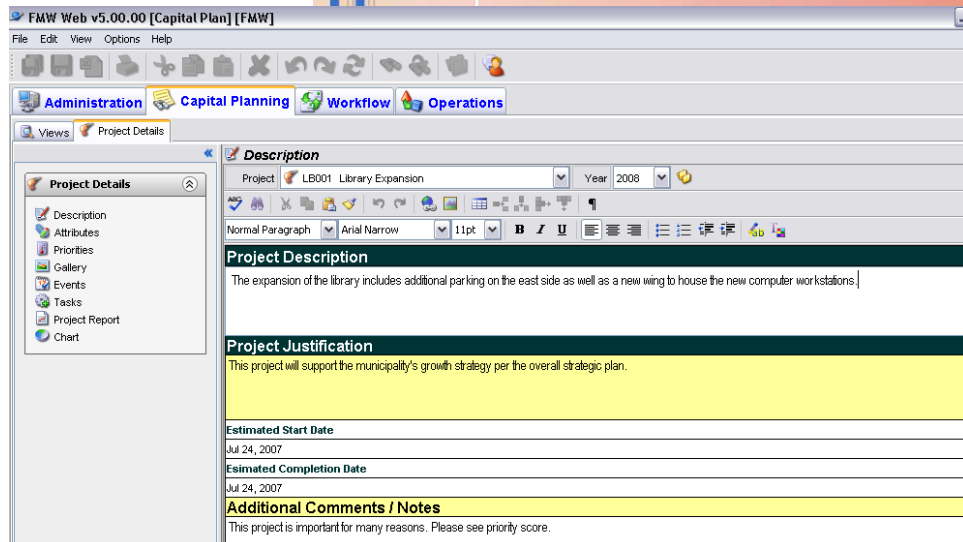 FMW Web v5.00.00 [Capital Plan] [FMW]
File Edit View Options Help
Administration Capital Planning Workflow Operations
Views Project Details
Description
Project Details
Project LB001 Library Expansion Year 2008
Description
Attributes
Priorities
Gallery
Events
Tasks
Project Report
Chart
Normal Paragraph Arial Narrow 11pt B I U
Project Description
The expansion of the library includes additional parking on the east side as well as a new wing to house the new computer workstations.
Project Justification
This project will support the municipality's growth strategy per the overall strategic plan.
Estimated Start Date
Jul 24, 2007
Esimated Completion Date
Jul 24, 2007
Additional Comments / Notes
This project is important for many reasons. Please see priority score.